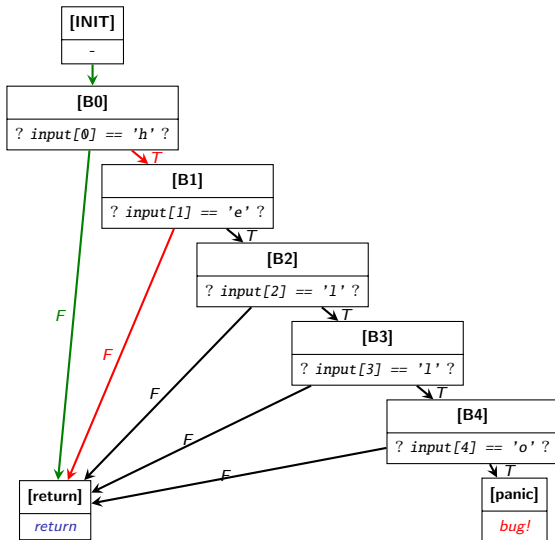 [INIT]
-
[B0]
? input[0] == 'h' ?
T
[B1]
? input[1] == 'e' ?
T
[B2]
? input[2] == 'l' ?
T
[B3]
? input[3] == 'l' ?
T
[B4]
? input[4] == 'o' ?
T
F
F
F
F
F
[return]
return
[panic]
bug!